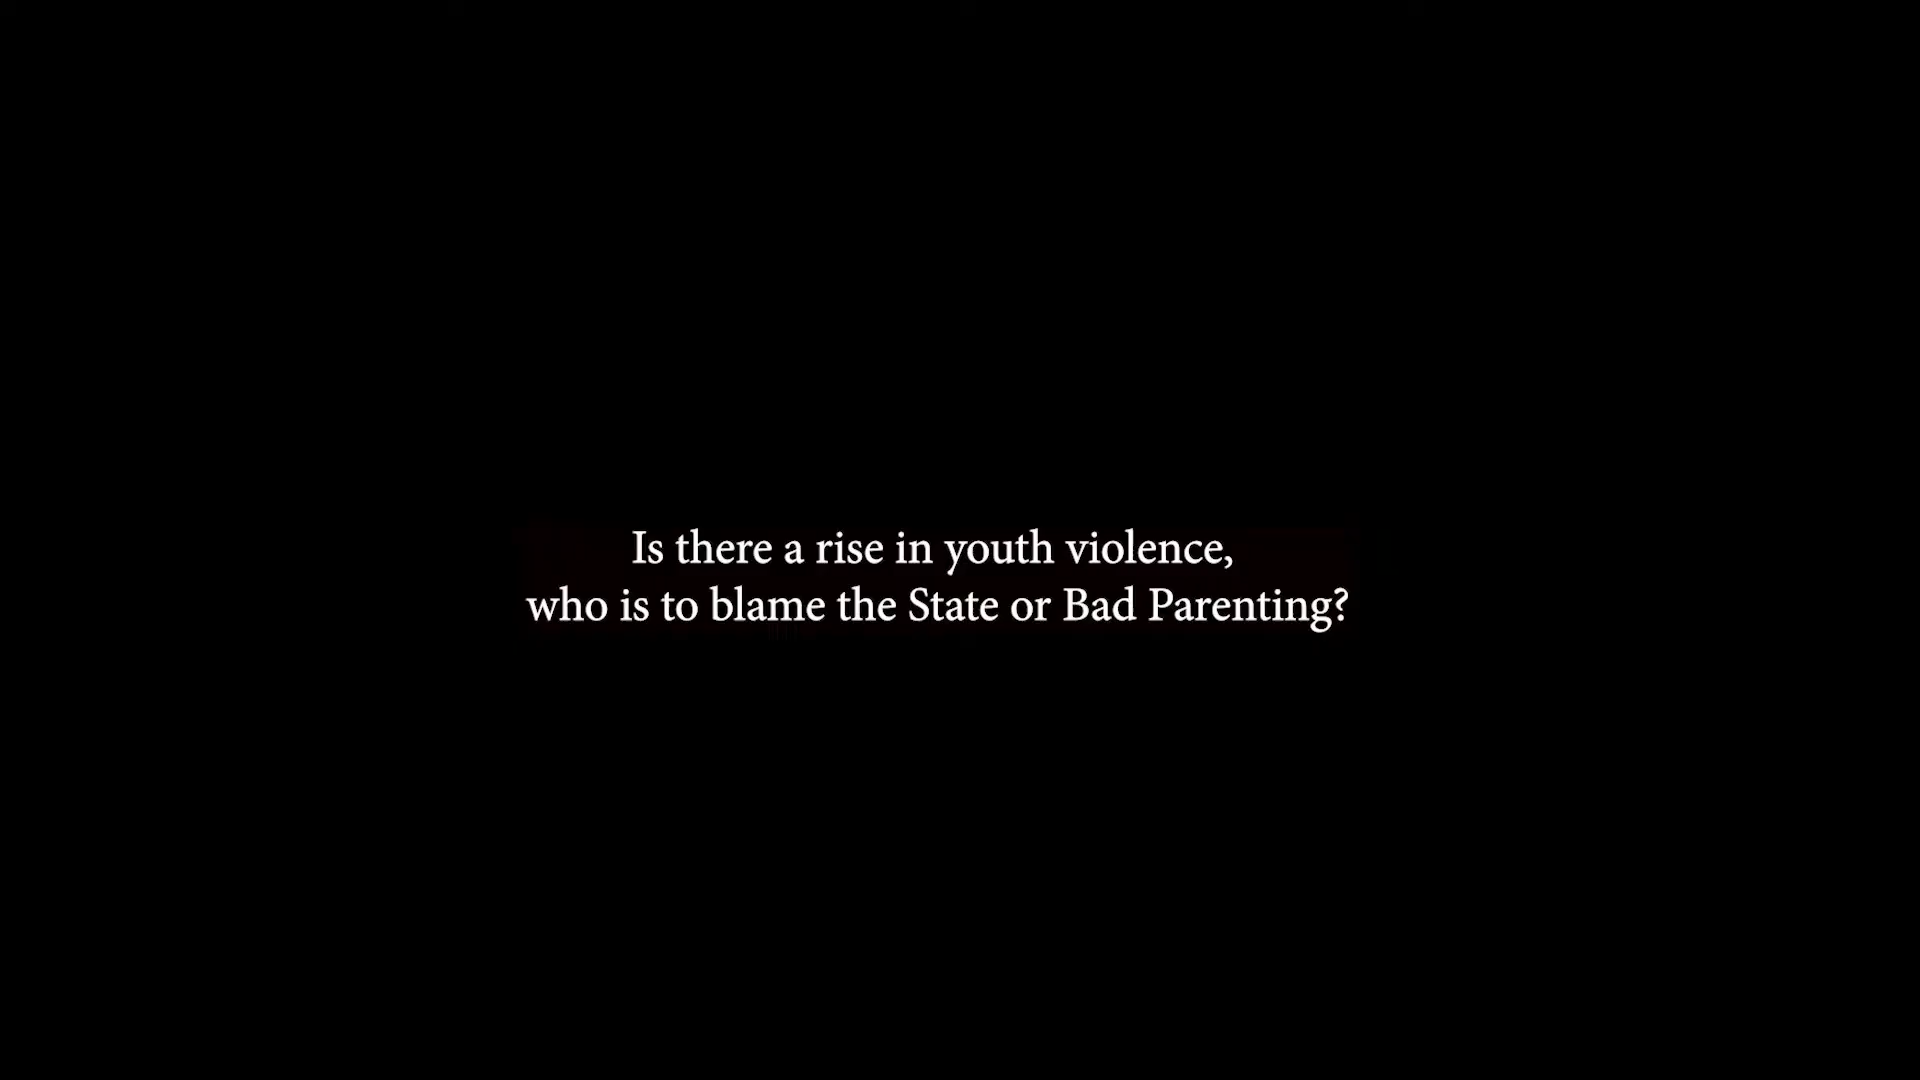 Is there a rise in youth violence,
who is to blame the State or Bad Parenting?